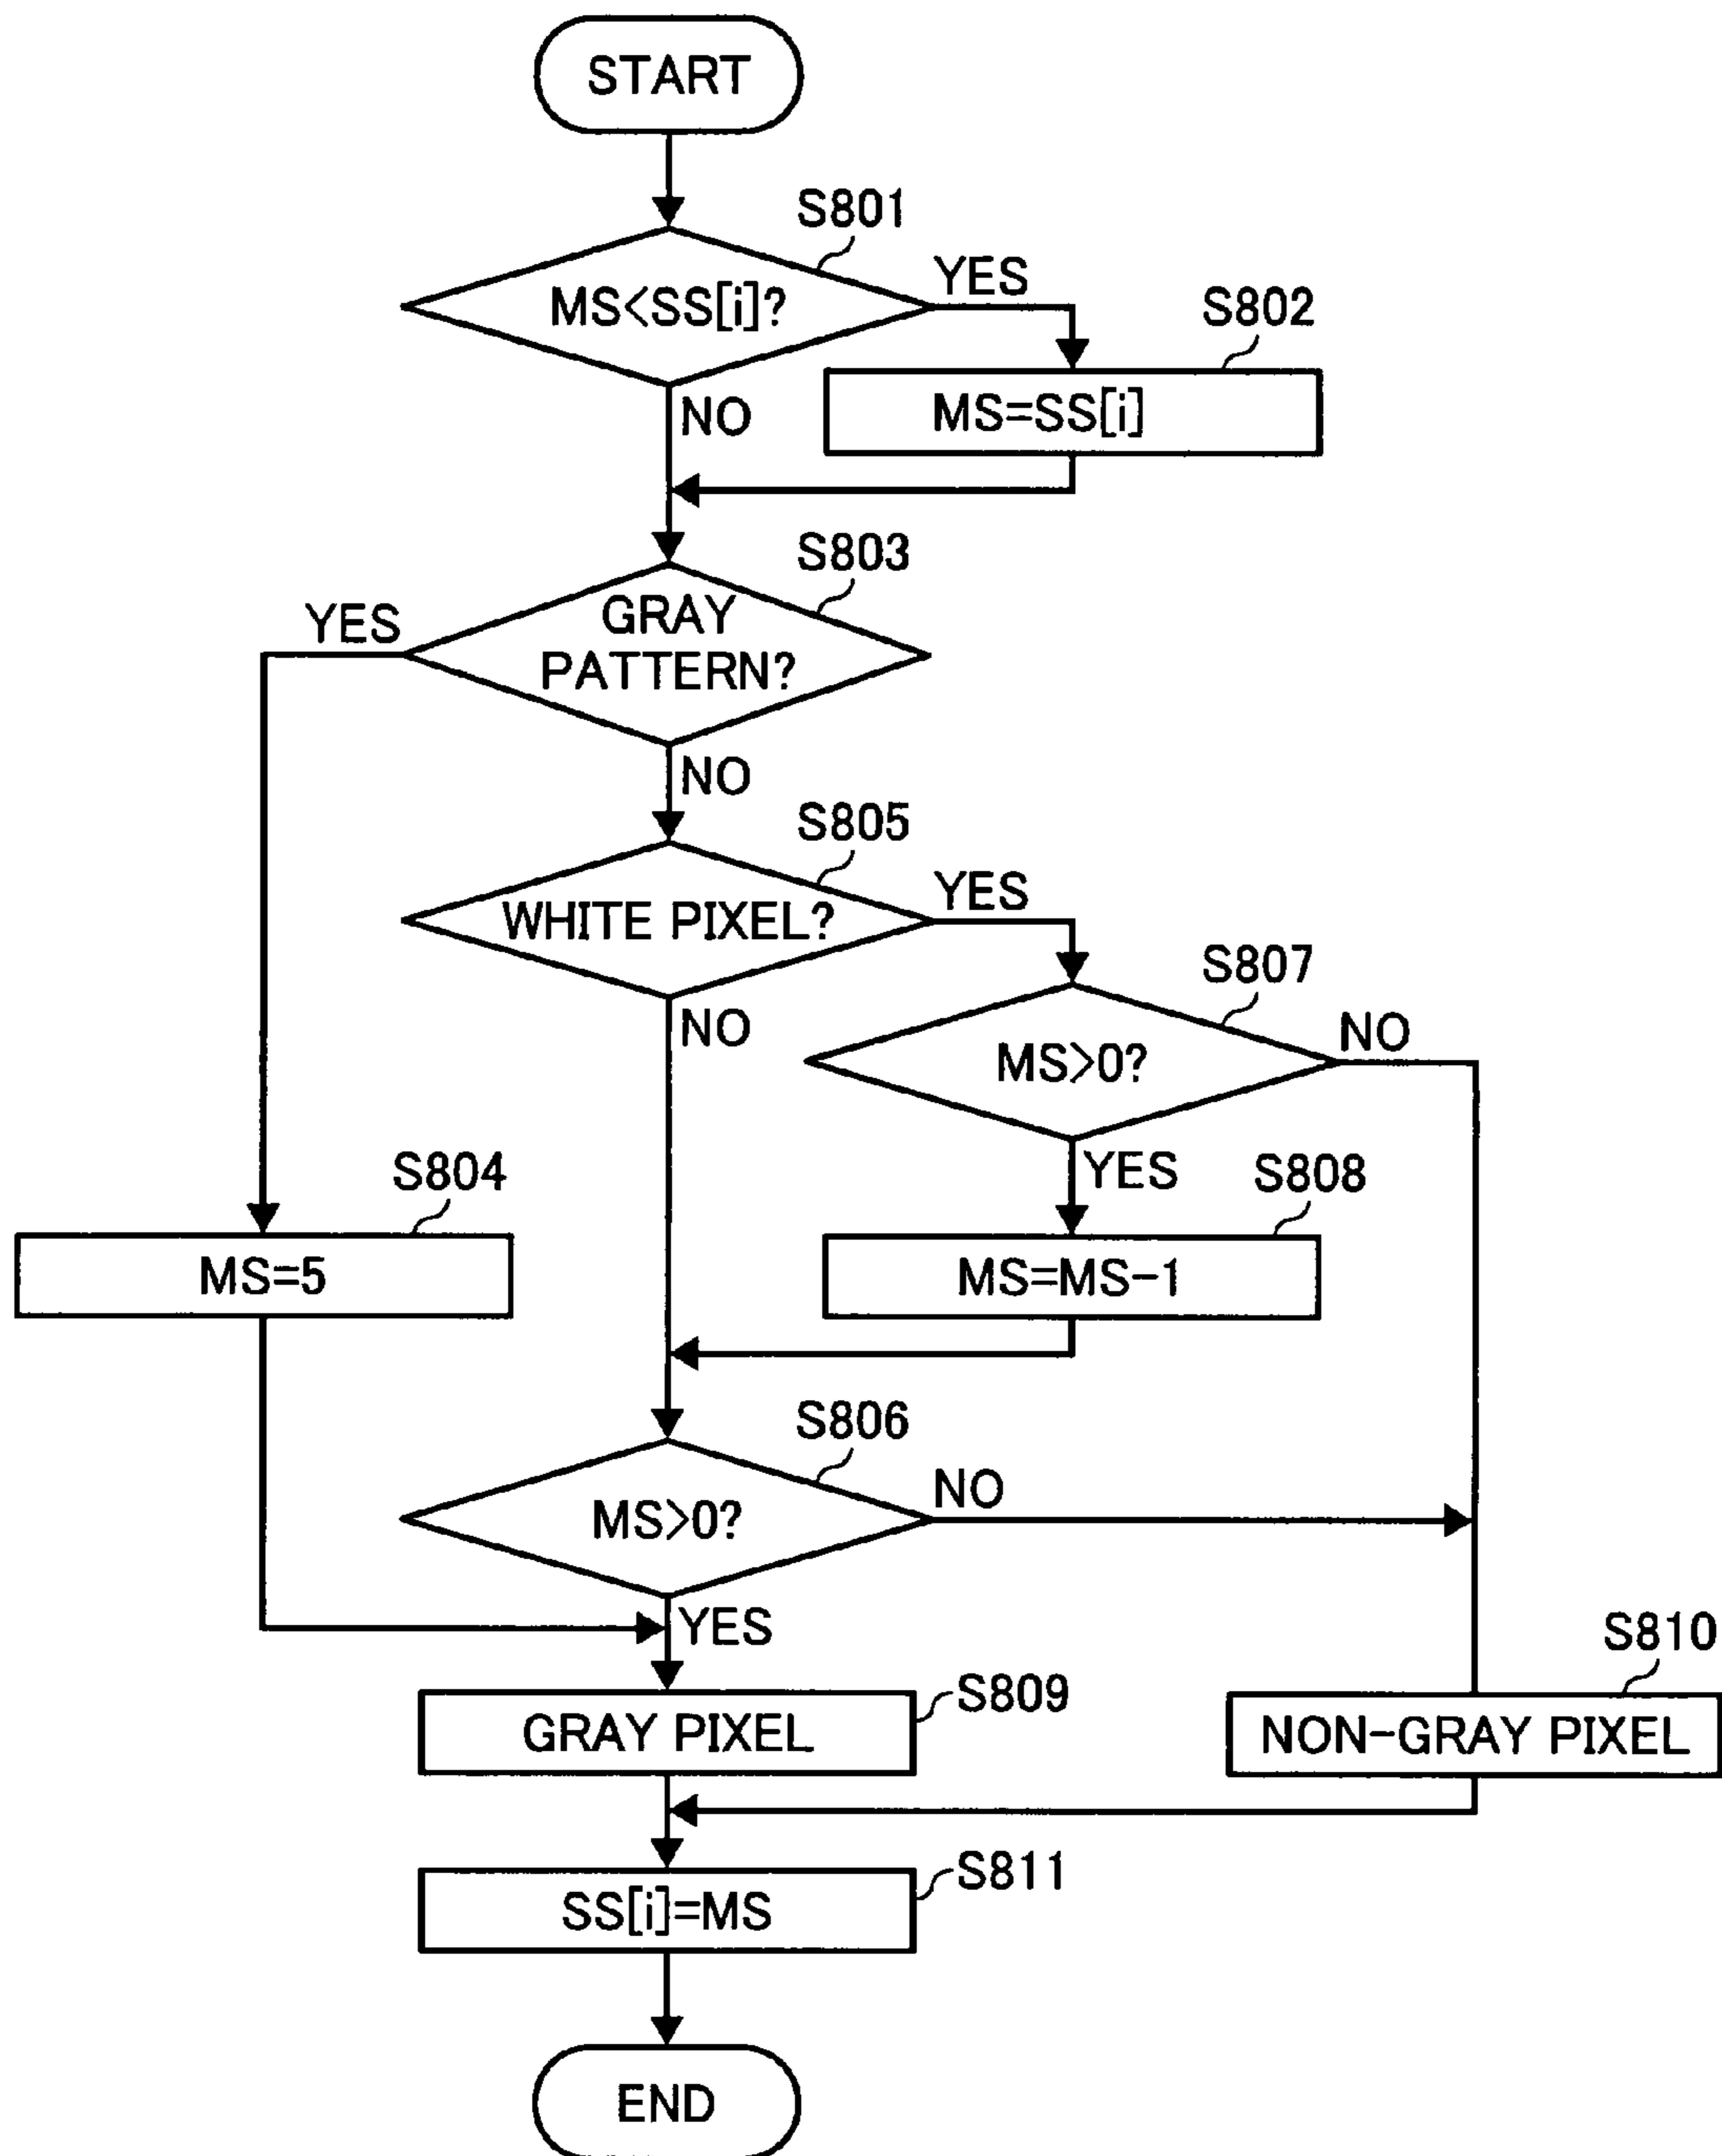 START
S801
MS<SS[i]?
YES
NO
S802
MS=SS[i]
S803
GRAY
PATTERN?
YES
NO
S805
WHITE PIXEL?
YES
NO
S807
MS>0?
NO
YES
S804
MS=5
S808
MS=MS-1
S806
MS>0?
NO
YES
S809
GRAY PIXEL
S810
NON-GRAY PIXEL
S811
SS[i]=MS
END